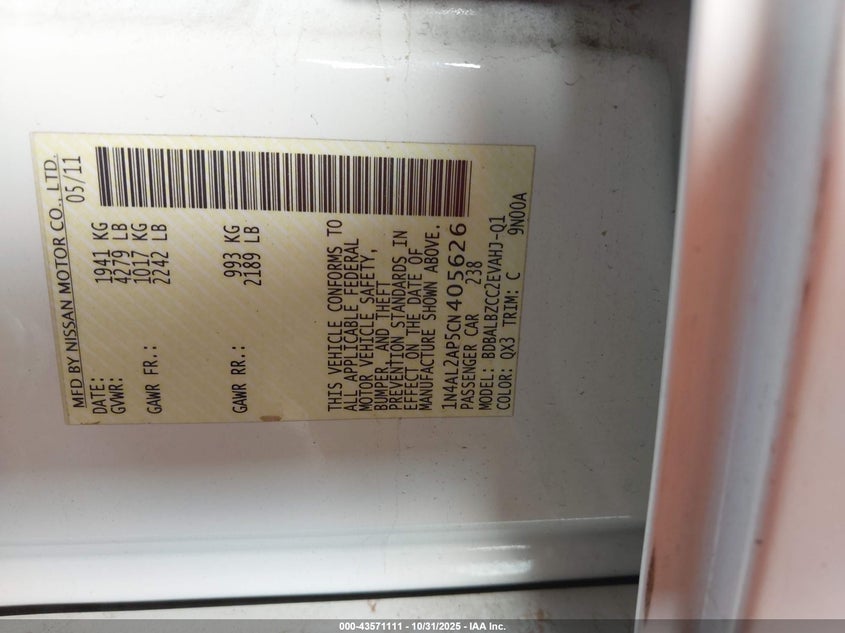 MFD BY NISSAN MOTOR CO., LTD.
DATE: 05/11
GVWR: 1941 KG
4279 LB
GAWR FR.: 1017 KG
2242 LB
GAWR RR.: 993 KG
2189 LB
THIS VEHICLE CONFORMS TO
ALL APPLICABLE FEDERAL
MOTOR VEHICLE SAFETY,
BUMPER, AND THEFT
PREVENTION STANDARDS IN
EFFECT ON THE DATE OF
MANUFACTURE SHOWN ABOVE.
1N4AL2AP5CN405626
PASSENGER CAR 238
MODEL: BDBALBZCC2EVAHJ-Q1
COLOR: QX3 TRIM: C 9N00A
000-43571111 - 10/31/2025 - IAA Inc.